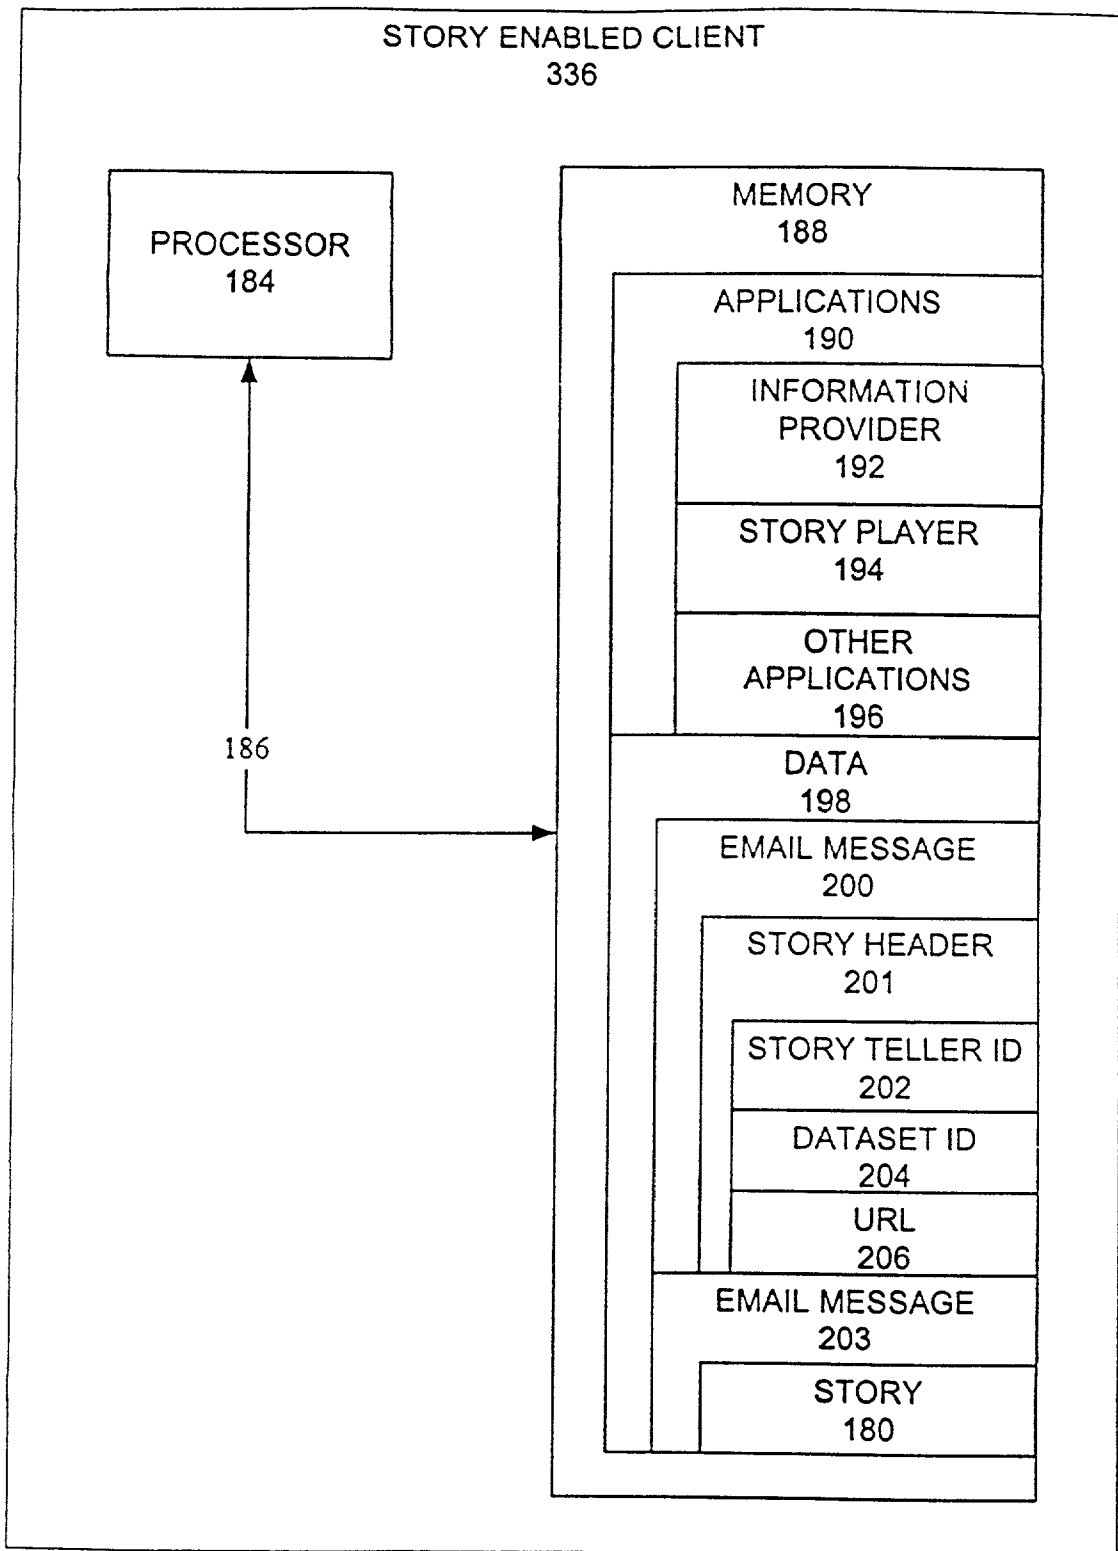 STORY ENABLED CLIENT
336
PROCESSOR
184
186
MEMORY
188
APPLICATIONS
190
INFORMATION
PROVIDER
192
STORY PLAYER
194
OTHER
APPLICATIONS
196
DATA
198
EMAIL MESSAGE
200
STORY HEADER
201
STORY TELLER ID
202
DATASET ID
204
URL
206
EMAIL MESSAGE
203
STORY
180